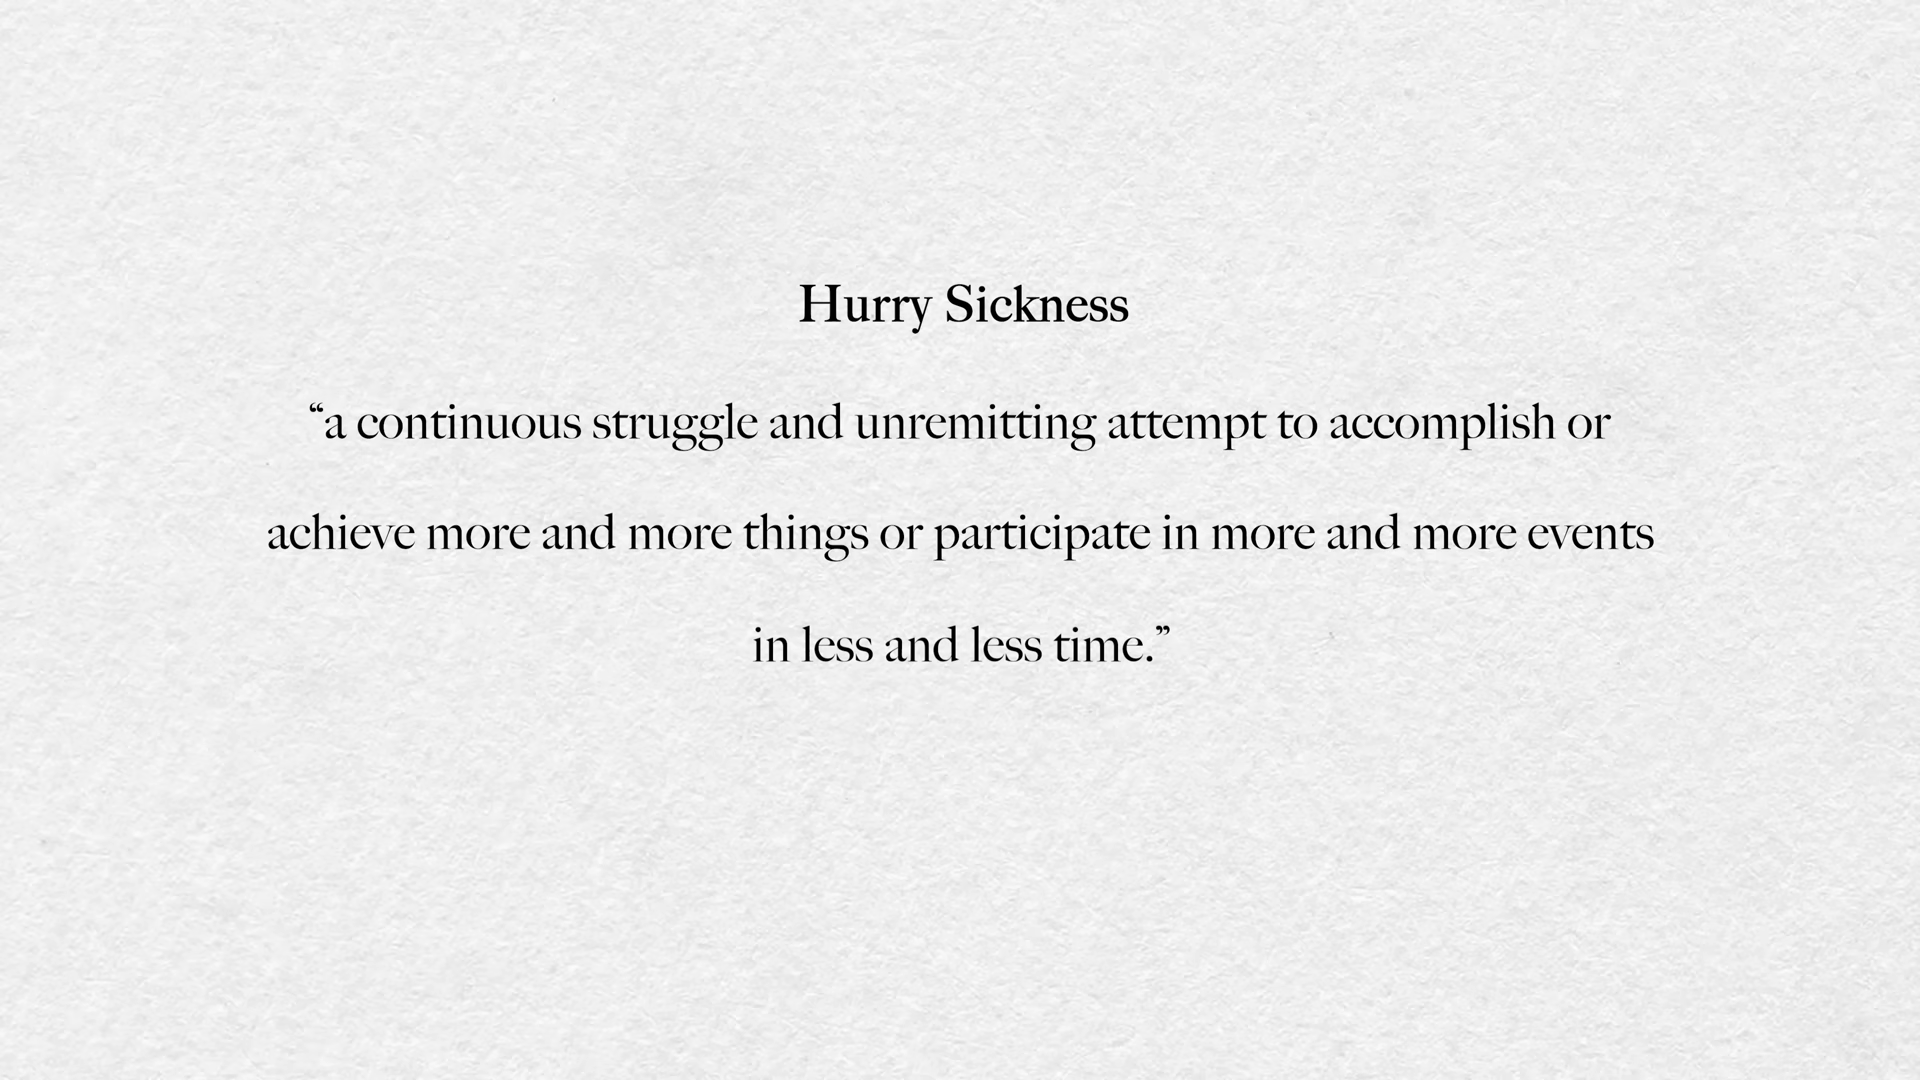 Hurry Sickness
“a continuous struggle and unremitting attempt to accomplish or
achieve more and more things or participate in more and more events
in less and less time.”